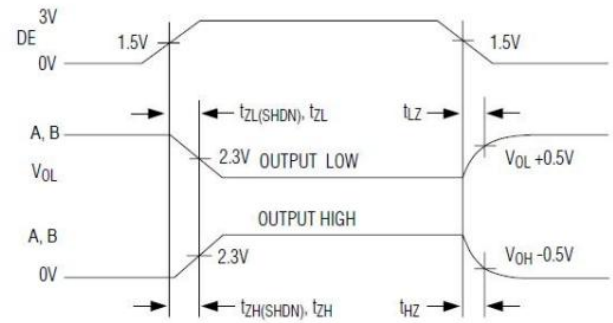 3V
DE
1.5V
1.5V
0V
tZL(SHDN), tZL
tLZ
A, B
2.3V OUTPUT LOW
VOL +0.5V
VOL
OUTPUT HIGH
A, B
2.3V
VOH -0.5V
0V
tZH(SHDN), tZH
tHZ